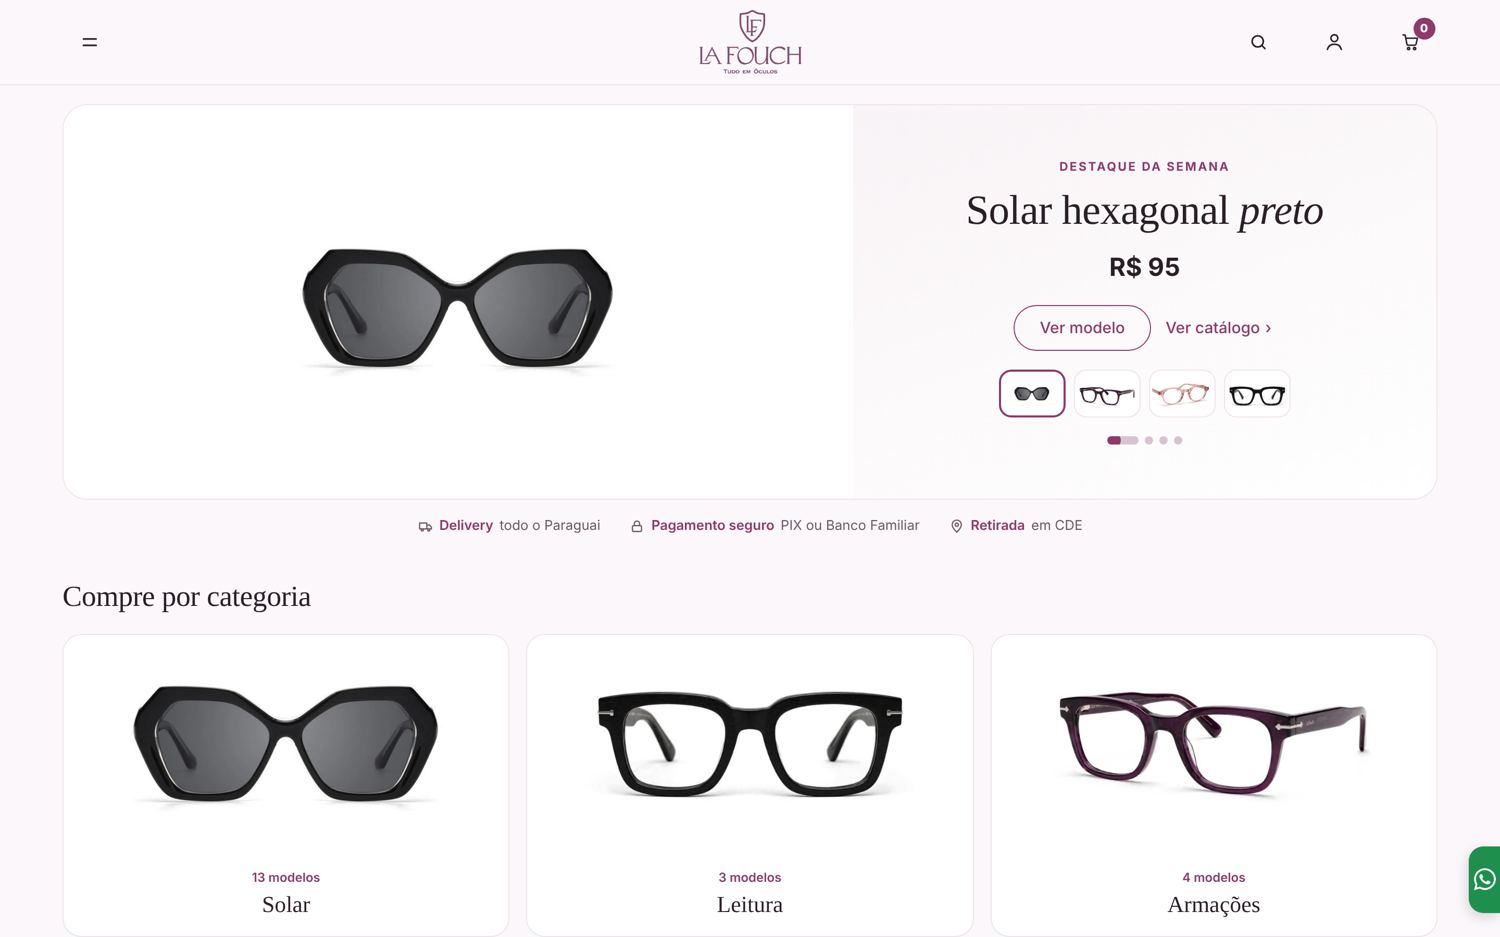 LF
LA FOUCH
TUDO EM ÓCULOS
0
DESTAQUE DA SEMANA
Solar hexagonal preto
R$ 95
Ver modelo
Ver catálogo ›
Delivery todo o Paraguai
Pagamento seguro PIX ou Banco Familiar
Retirada em CDE
Compre por categoria
13 modelos
Solar
3 modelos
Leitura
4 modelos
Armações